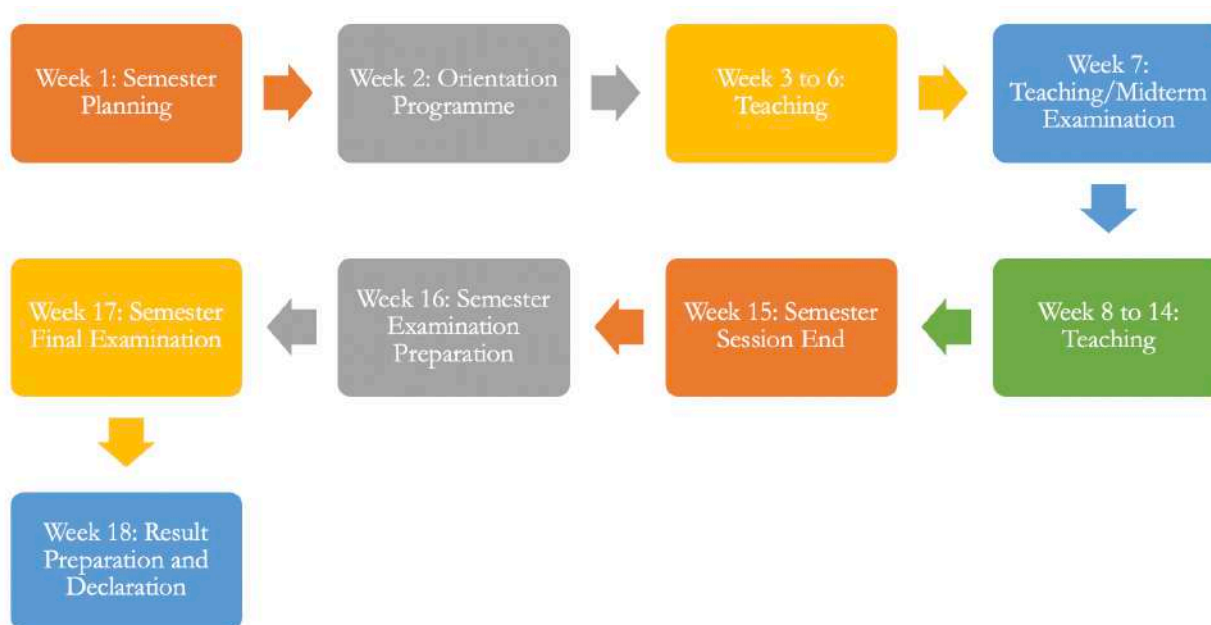 Week 1: Semester
Planning
Week 2: Orientation
Programme
Week 3 to 6:
Teaching
Week 7:
Teaching/Midterm
Examination
Week 8 to 14:
Teaching
Week 15: Semester
Session End
Week 16: Semester
Examination
Preparation
Week 17: Semester
Final Examination
Week 18: Result
Preparation and
Declaration